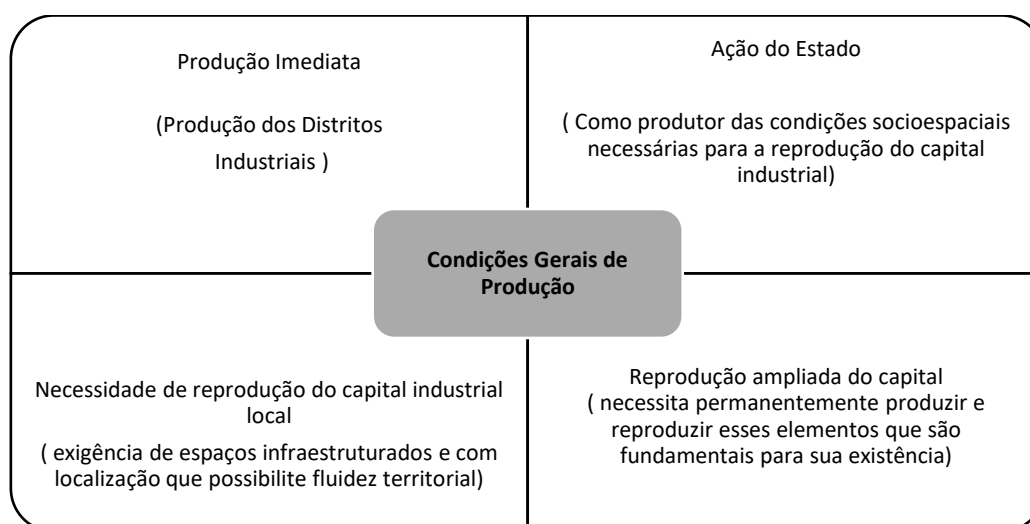 Produção Imediata
(Produção dos Distritos
Industriais )
Ação do Estado
( Como produtor das condições socioespaciais
necessárias para a reprodução do capital
industrial)
Condições Gerais de
Produção
Necessidade de reprodução do capital industrial
local
( exigência de espaços infraestruturados e com
localização que possibilite fluidez territorial)
Reprodução ampliada do capital
( necessita permanentemente produzir e
reproduzir esses elementos que são
fundamentais para sua existência)